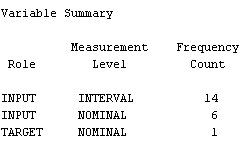 Variable Summary
Measurement Frequency
Role Level Count
INPUT INTERVAL 14
INPUT NOMINAL 6
TARGET NOMINAL 1